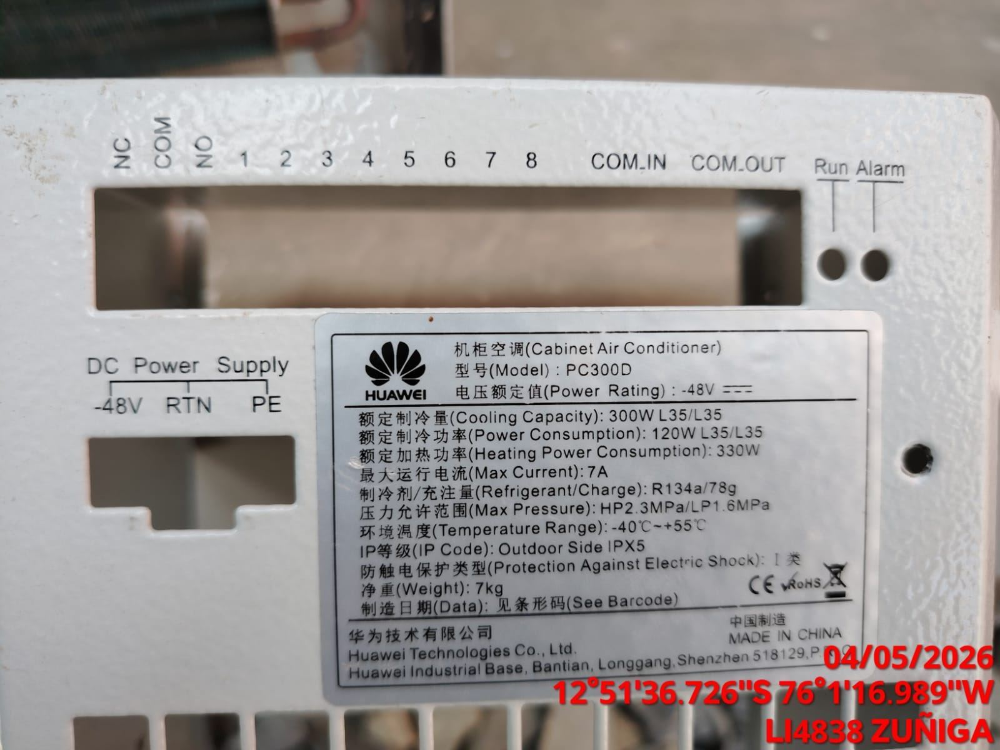 NC COM NO 1 2 3 4 5 6 7 8 COM_IN COM_OUT Run Alarm
DC Power Supply
-48V RTN PE
HUAWEI
机柜空调(Cabinet Air Conditioner)
型号(Model) : PC300D
电压额定值(Power Rating) : -48V
额定制冷量(Cooling Capacity): 300W L35/L35
额定制冷功率(Power Consumption): 120W L35/L35
额定加热功率(Heating Power Consumption): 330W
最大运行电流(Max Current): 7A
制冷剂/充注量(Refrigerant/Charge): R134a/78g
压力允许范围(Max Pressure): HP2.3MPa/LP1.6MPa
环境温度(Temperature Range): -40℃~+55℃
IP等级(IP Code): Outdoor Side IPX5
防触电保护类型(Protection Against Electric Shock): I 类
净重(Weight): 7kg
CE RoHS
制造日期(Data): 见条形码(See Barcode)
华为技术有限公司
中国制造
Huawei Technologies Co., Ltd.
MADE IN CHINA
Huawei Industrial Base, Bantian, Longgang, Shenzhen 518129,P.R.C
04/05/2026
12°51'36.726"S 76°1'16.989"W
LI4838 ZUÑIGA